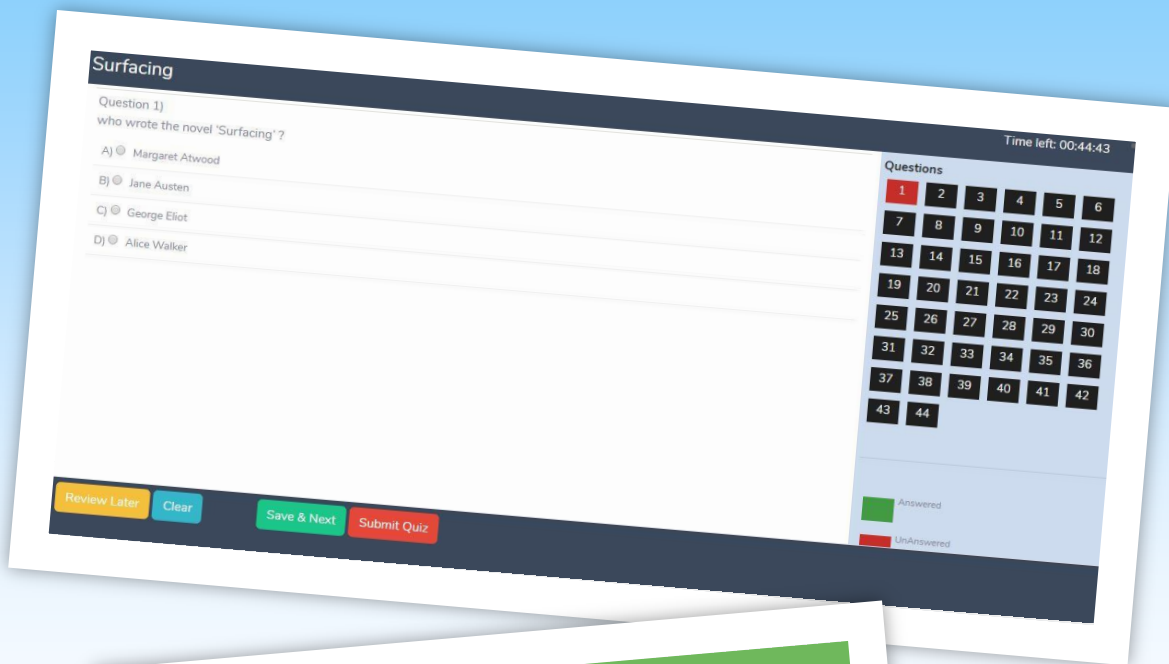 Surfacing
Time left: 00:44:43
Question 1)
who wrote the novel 'Surfacing' ?
A) Margaret Atwood
B) Jane Austen
C) George Eliot
D) Alice Walker
Questions
1 2 3 4 5 6
7 8 9 10 11 12
13 14 15 16 17 18
19 20 21 22 23 24
25 26 27 28 29 30
31 32 33 34 35 36
37 38 39 40 41 42
43 44
Answered
UnAnswered
Review Later Clear Save & Next Submit Quiz